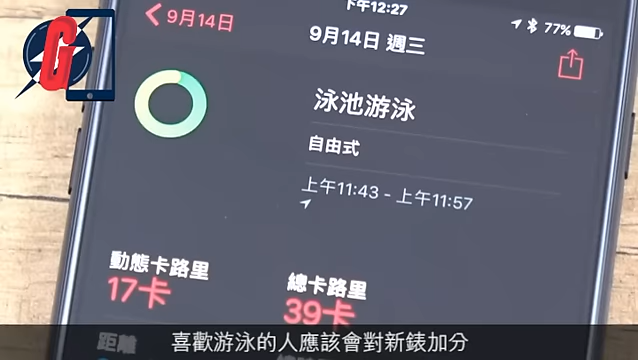 G
下午12:27
77%
9月14日
9月14日 週三
泳池游泳
自由式
上午11:43 - 上午11:57
動態卡路里
17卡
總卡路里
39卡
距離
喜歡游泳的人應該會對新錶加分